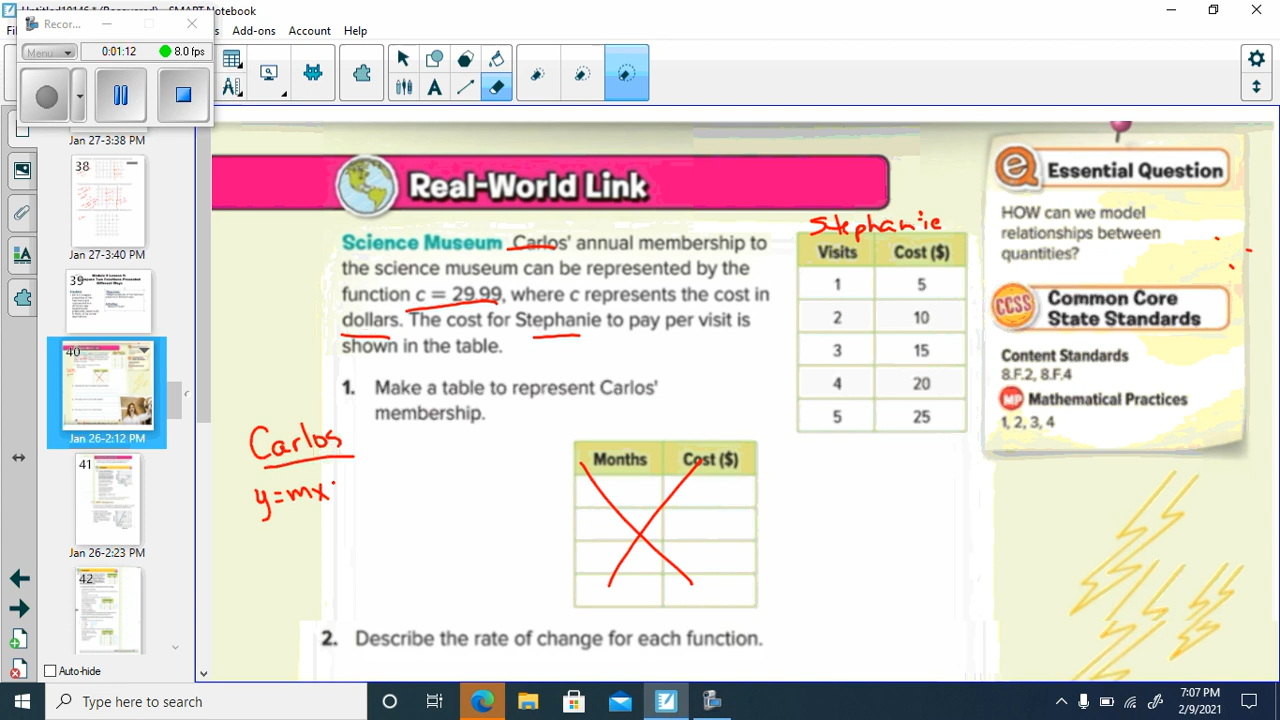 Recor...
Menu
0:01:12
8.0 fps
Add-ons Account Help
Jan 27-3:38 PM
38
Jan 27-3:40 PM
39
40
Jan 26-2:12 PM
41
Jan 26-2:23 PM
42
Auto-hide
Real-World Link
Science Museum Carlos' annual membership to
the science museum can be represented by the
function c = 29.99, where c represents the cost in
dollars. The cost for Stephanie to pay per visit is
shown in the table.
Stephanie
Visits Cost ($)
1 5
2 10
3 15
4 20
5 25
1. Make a table to represent Carlos'
membership.
Carlos
y=mx
Months Cost ($)
2. Describe the rate of change for each function.
Essential Question
HOW can we model
relationships between
quantities?
CCSS Common Core
State Standards
Content Standards
8.F.2, 8.F.4
MP Mathematical Practices
1, 2, 3, 4
Type here to search
7:07 PM
2/9/2021